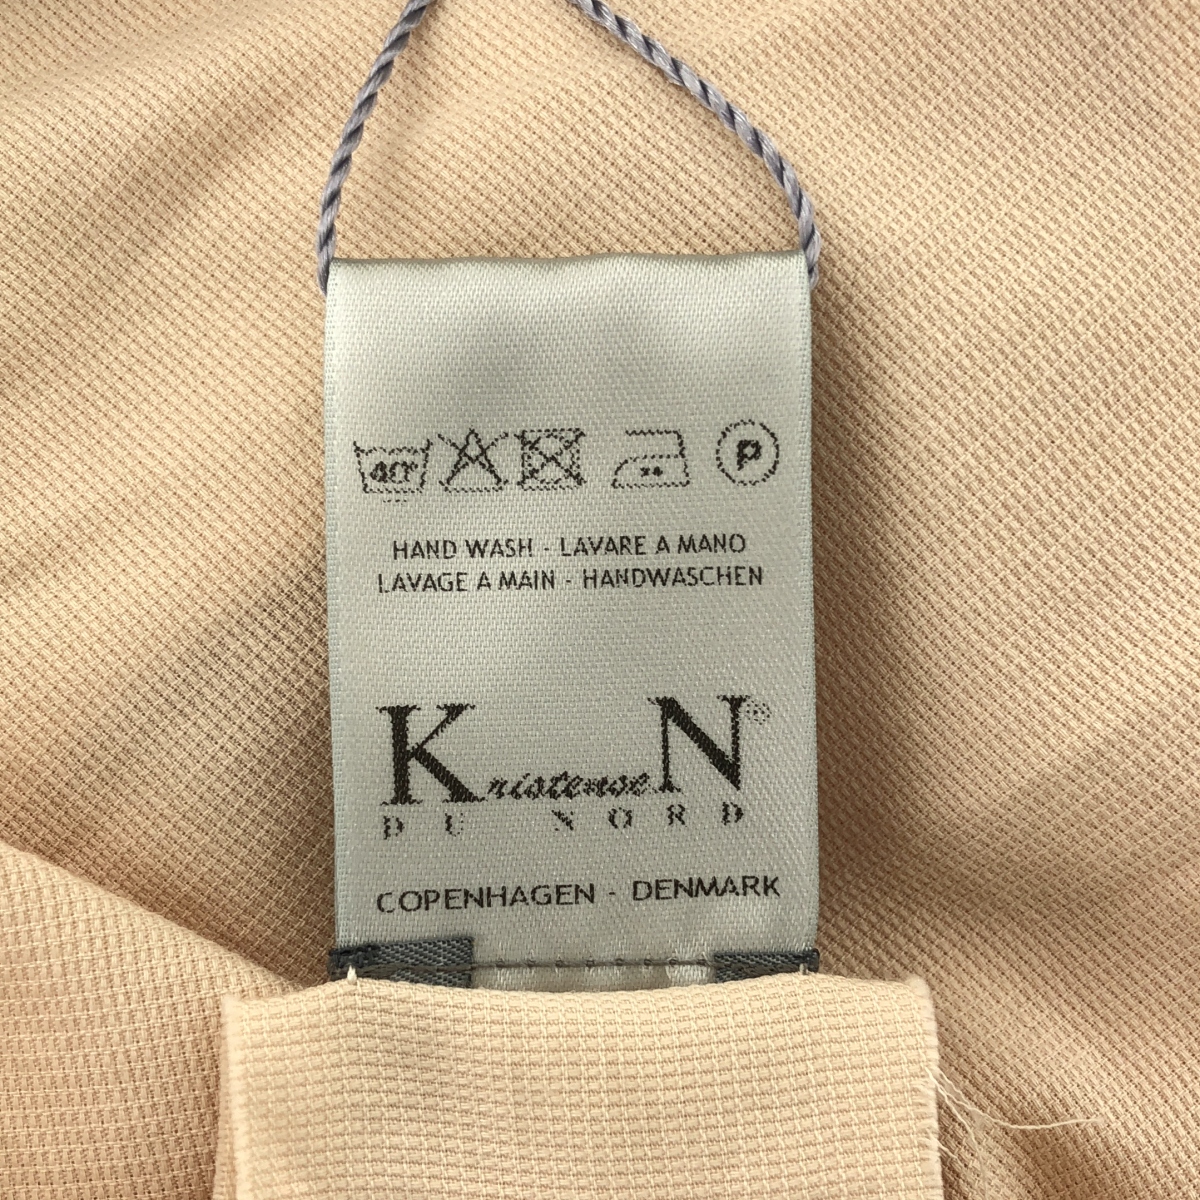 40° P
HAND WASH - LAVARE A MANO
LAVAGE A MAIN - HANDWASCHEN
KristenseN®
DU NORD
COPENHAGEN - DENMARK